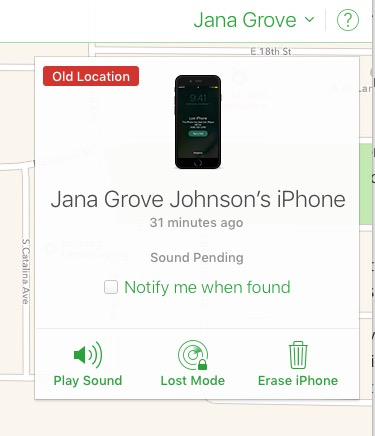 Jana Grove
?
E 18th St
Old Location
9:41
Lost iPhone
Jana Grove Johnson's iPhone
31 minutes ago
Sound Pending
Notify me when found
S Catalina Ave
Play Sound
Lost Mode
Erase iPhone